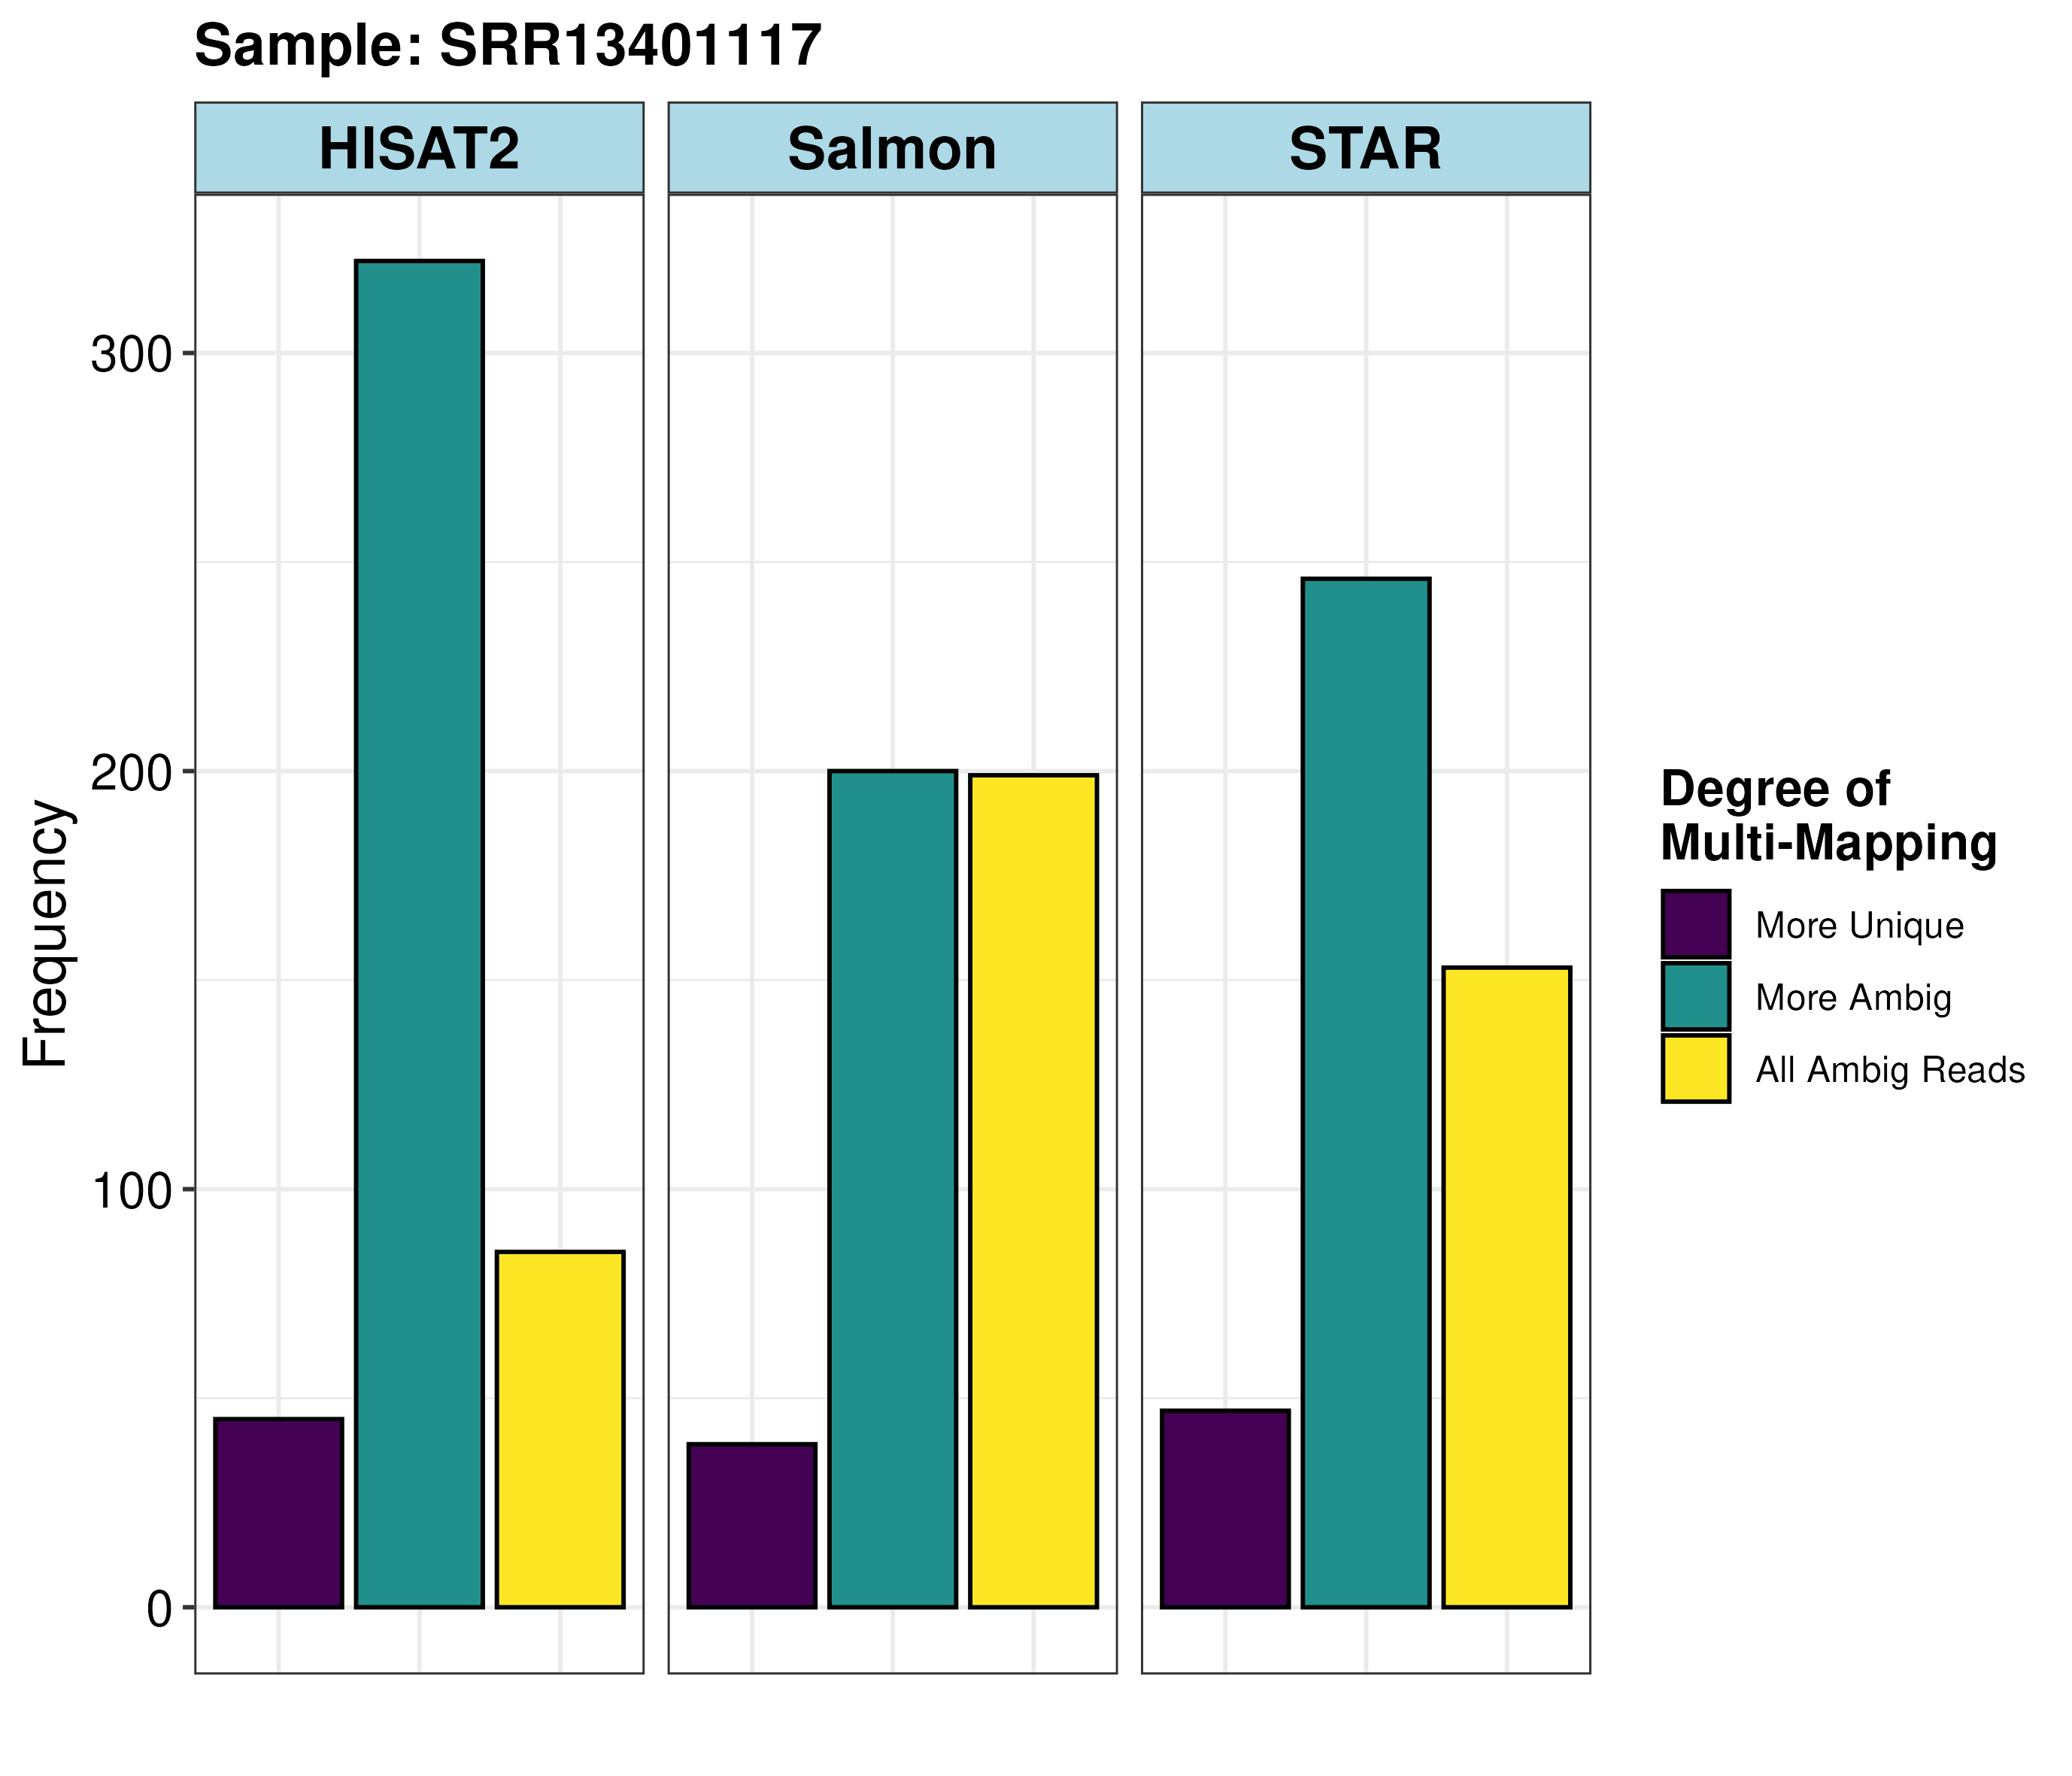 Sample: SRR13401117
HISAT2
Salmon
STAR
Frequency
300
200
100
0
Degree of
Multi-Mapping
More Unique
More Ambig
All Ambig Reads